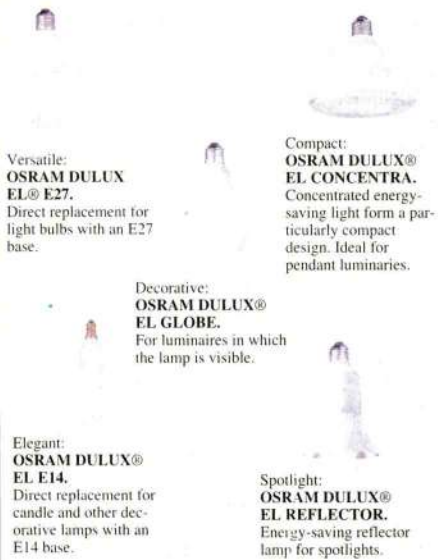 Versatile:
OSRAM DULUX
EL® E27.
Direct replacement for
light bulbs with an E27
base.
Compact:
OSRAM DULUX®
EL CONCENTRA.
Concentrated energy-
saving light form a par-
ticularly compact
design. Ideal for
pendant luminaries.
Decorative:
OSRAM DULUX®
EL GLOBE.
For luminaires in which
the lamp is visible.
Elegant:
OSRAM DULUX®
EL E14.
Direct replacement for
candle and other dec-
orative lamps with an
E14 base.
Spotlight:
OSRAM DULUX®
EL REFLECTOR.
Energy-saving reflector
lamp for spotlights.